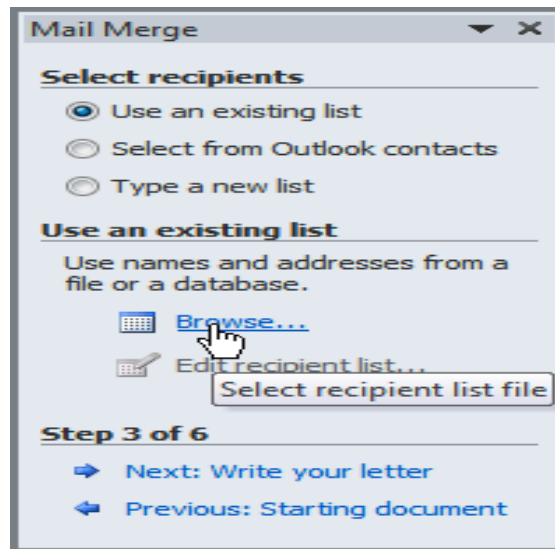 Mail Merge
Select recipients
Use an existing list
Select from Outlook contacts
Type a new list
Use an existing list
Use names and addresses from a
file or a database.
Browse...
Edit recipient list...
Select recipient list file
Step 3 of 6
Next: Write your letter
Previous: Starting document